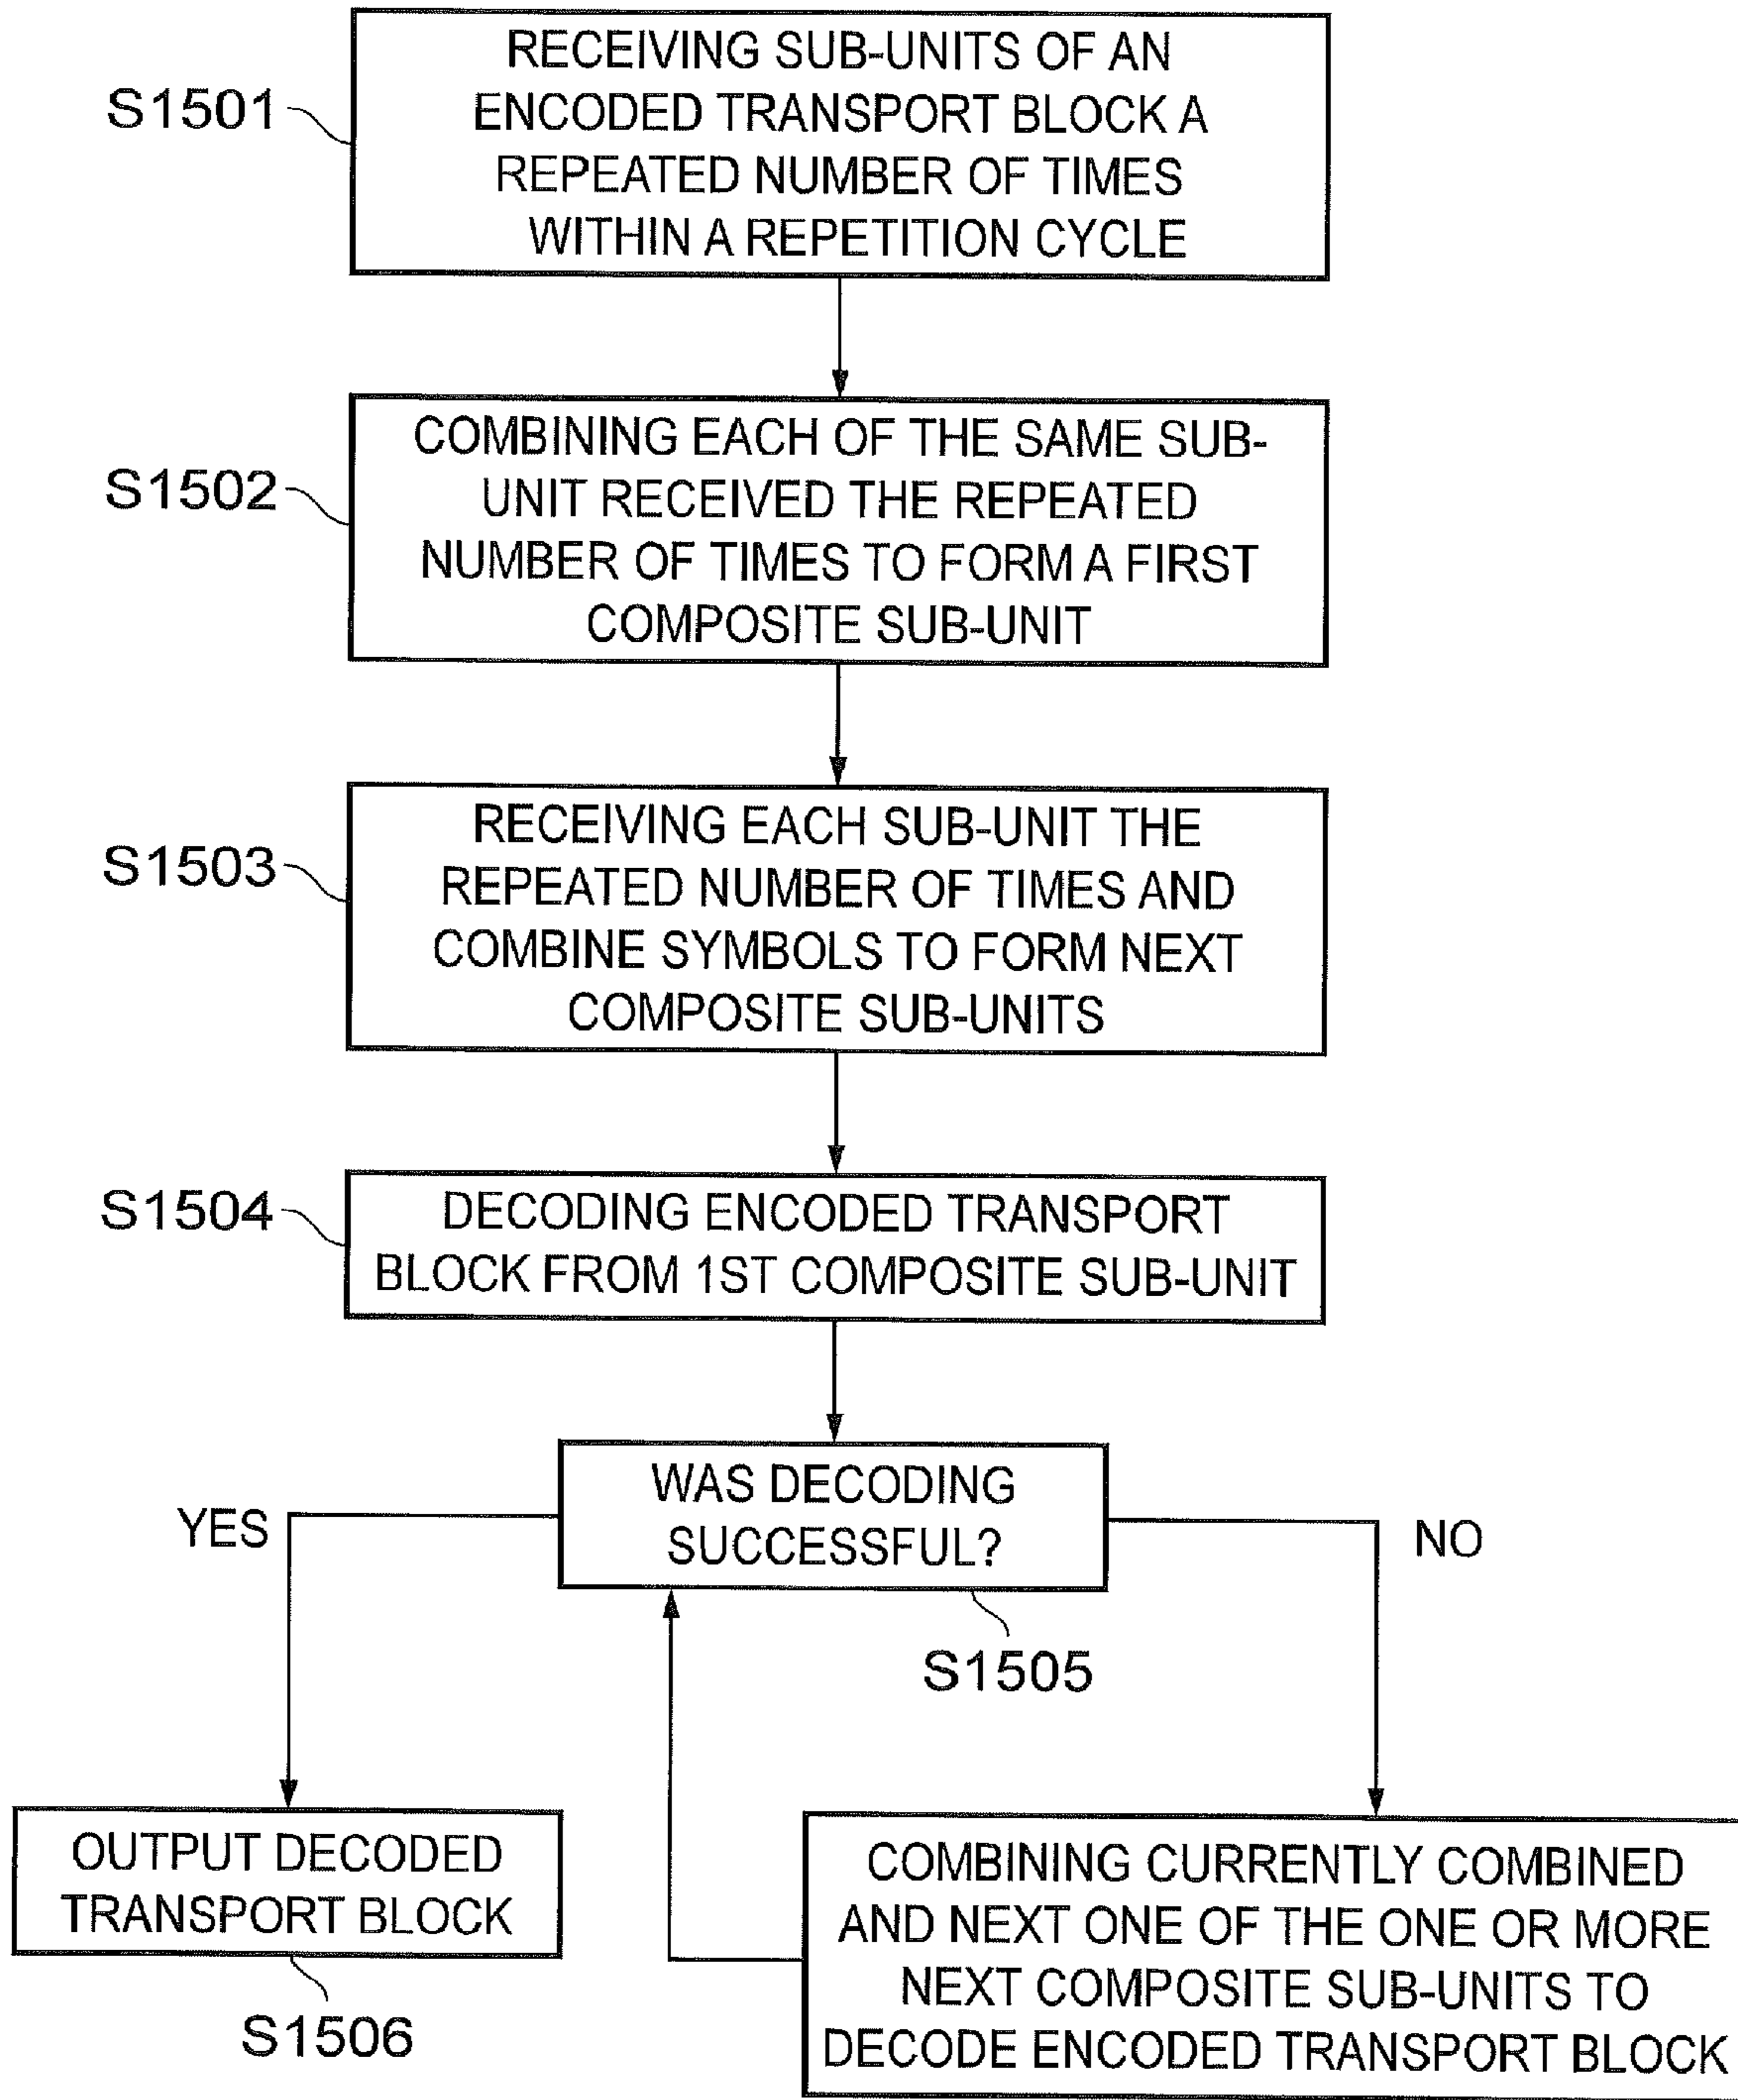 RECEIVING SUB-UNITS OF AN
ENCODED TRANSPORT BLOCK A
REPEATED NUMBER OF TIMES
WITHIN A REPETITION CYCLE
S1501
COMBINING EACH OF THE SAME SUB-
UNIT RECEIVED THE REPEATED
NUMBER OF TIMES TO FORM A FIRST
COMPOSITE SUB-UNIT
S1502
RECEIVING EACH SUB-UNIT THE
REPEATED NUMBER OF TIMES AND
COMBINE SYMBOLS TO FORM NEXT
COMPOSITE SUB-UNITS
S1503
DECODING ENCODED TRANSPORT
BLOCK FROM 1ST COMPOSITE SUB-UNIT
S1504
WAS DECODING
SUCCESSFUL?
YES
NO
S1505
OUTPUT DECODED
TRANSPORT BLOCK
S1506
COMBINING CURRENTLY COMBINED
AND NEXT ONE OF THE ONE OR MORE
NEXT COMPOSITE SUB-UNITS TO
DECODE ENCODED TRANSPORT BLOCK